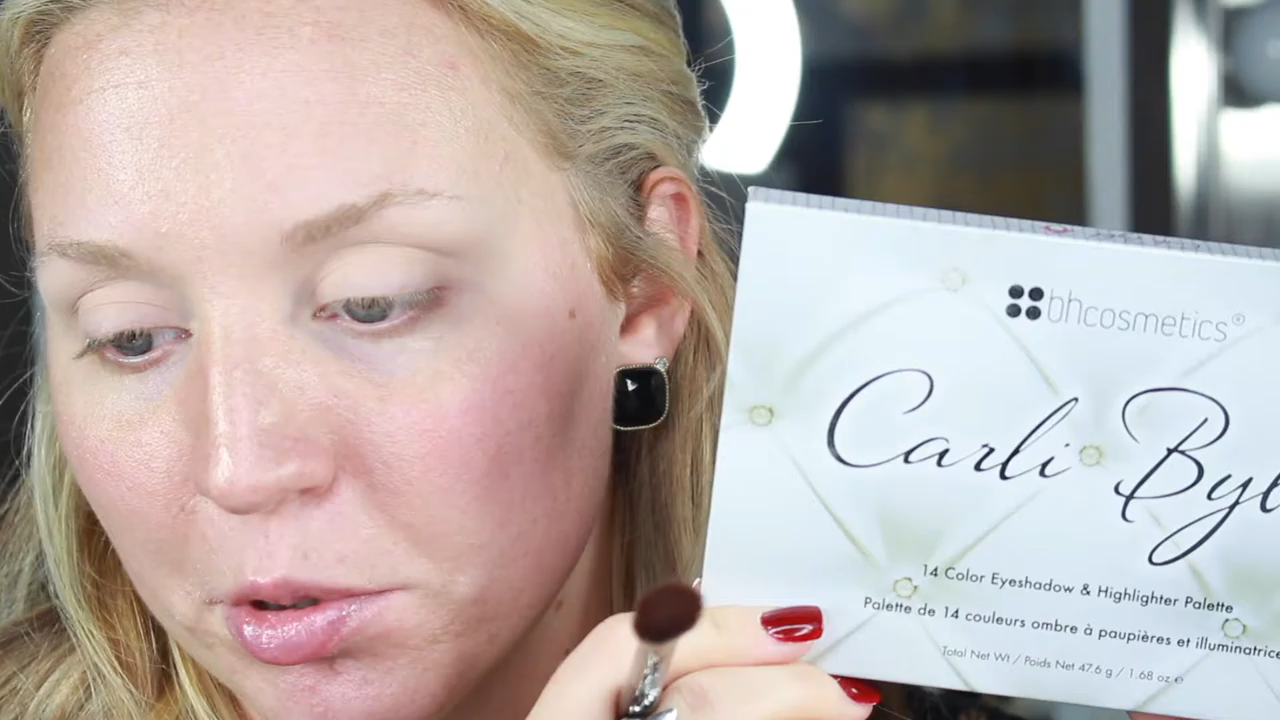 bhcosmetics®
Carli
14 Color Eyeshadow & Highlighter Palette
Palette de 14 couleurs ombre à paupières et illuminatrice
Total Net Wt / Poids Net 47.6 g / 1.68 oz e